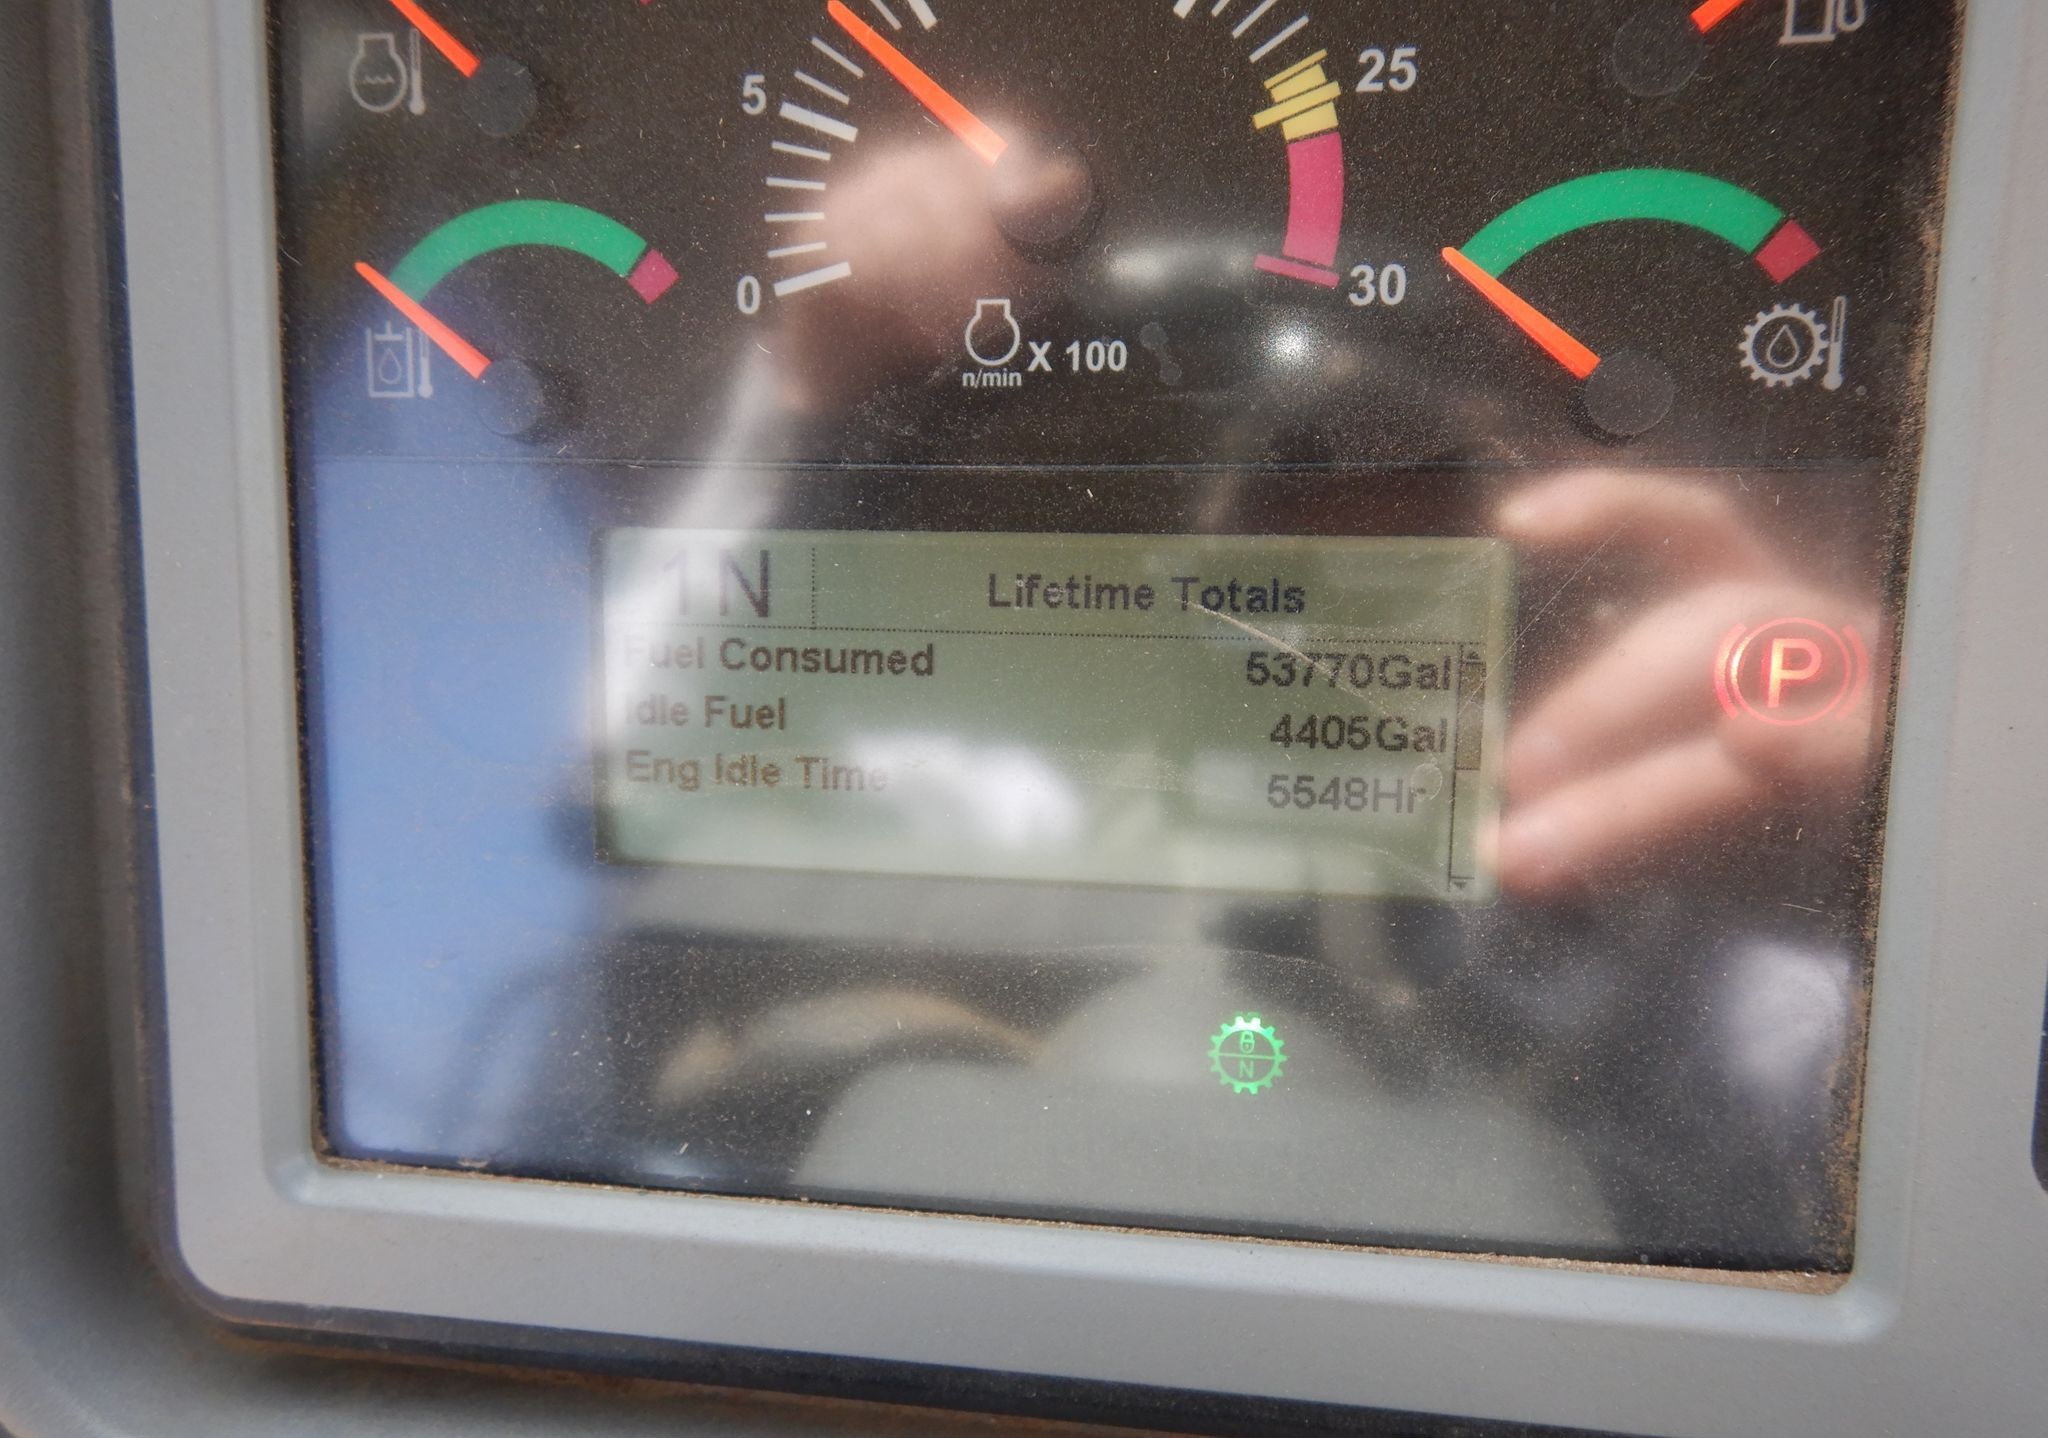 5
25
0
30
X 100
n/min
1N
Lifetime Totals
Fuel Consumed 53770Gal
Idle Fuel 4405Gal
Eng Idle Time 5548Hr
P
N